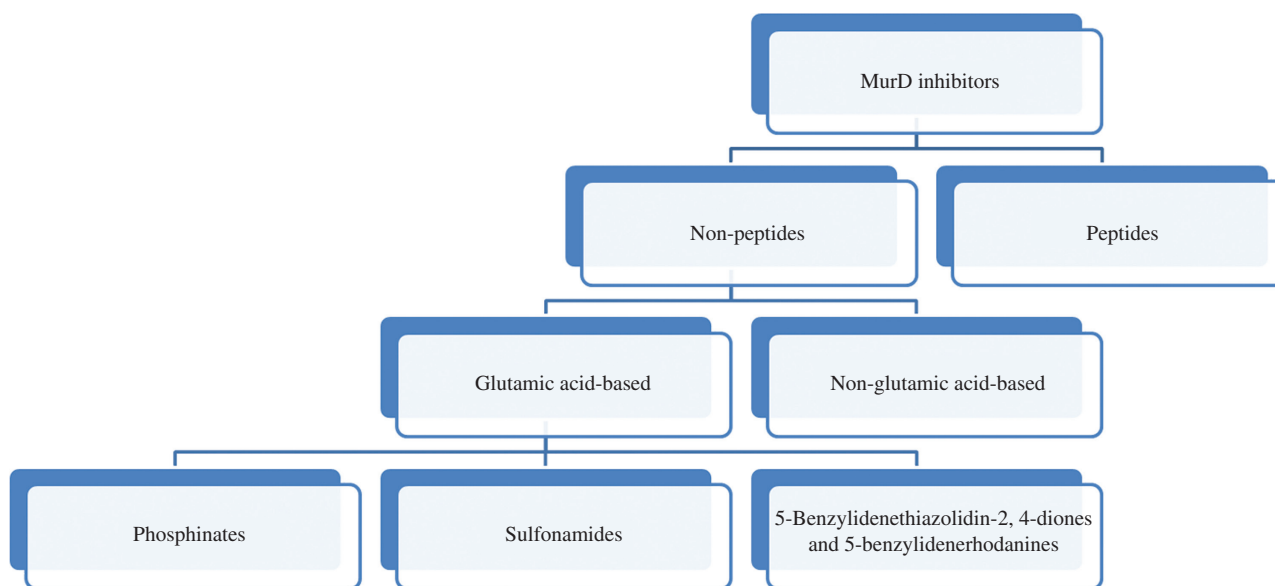 MurD inhibitors
Non-peptides
Peptides
Glutamic acid-based
Non-glutamic acid-based
Phosphinates
Sulfonamides
5-Benzylidenethiazolidin-2, 4-diones
and 5-benzylidenerhodanines